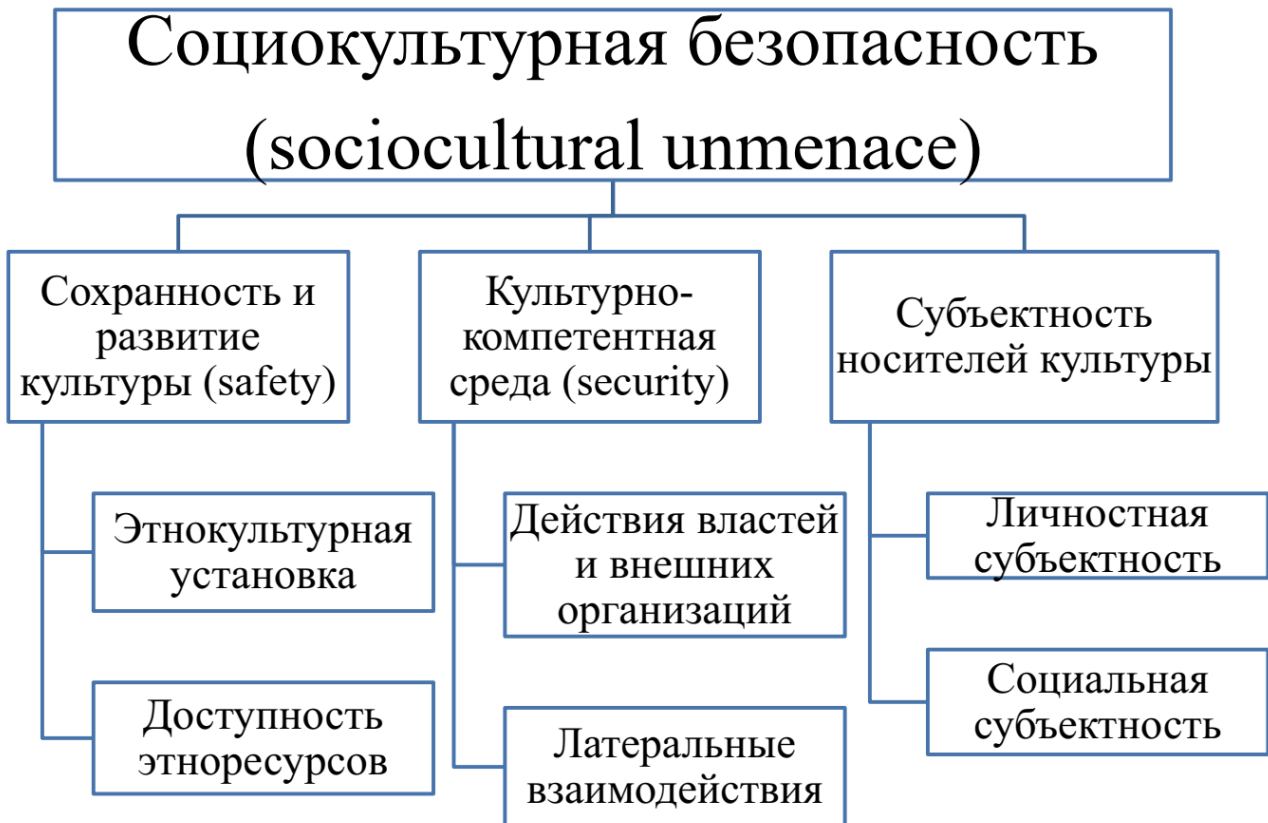 Социокультурная безопасность
(sociocultural unmenace)
Сохранность и
развитие
культуры (safety)
Этнокультурная
установка
Доступность
этноресурсов
Культурно-
компетентная
среда (security)
Действия властей
и внешних
организаций
Латеральные
взаимодействия
Субъектность
носителей культуры
Личностная
субъектность
Социальная
субъектность